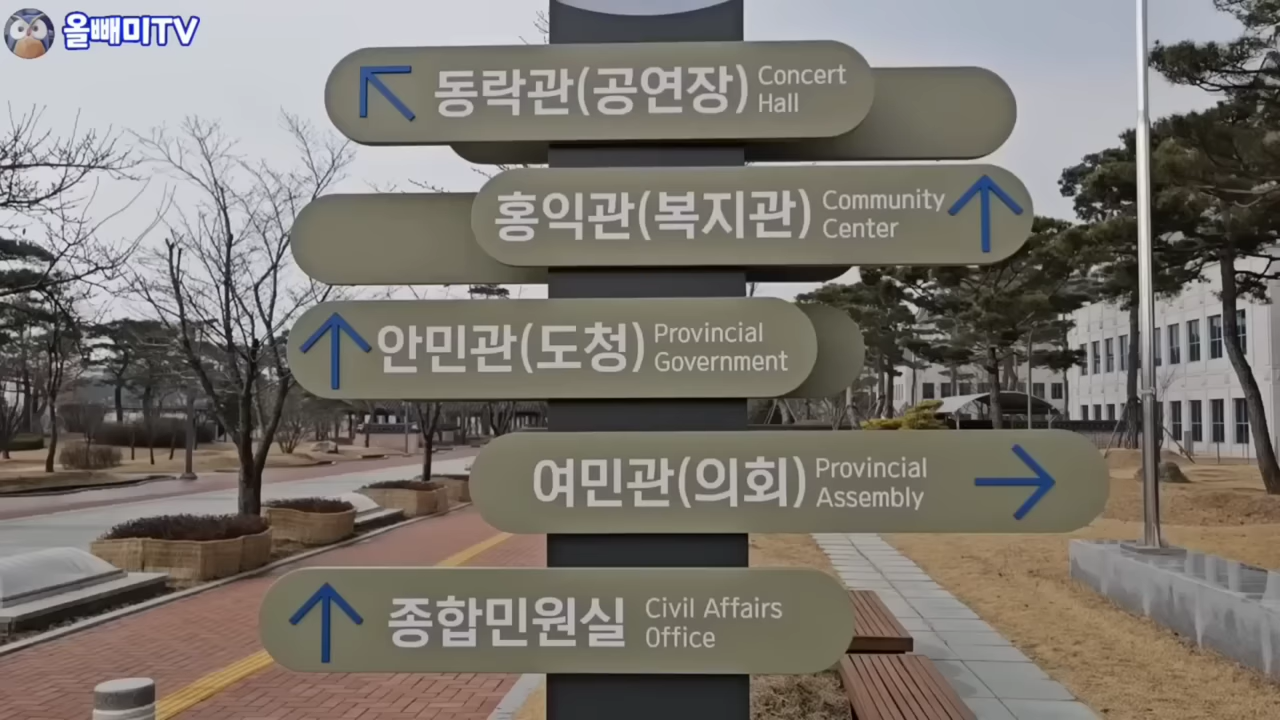 올빼미TV
동락관(공연장) Concert Hall
홍익관(복지관) Community Center
안민관(도청) Provincial Government
여민관(의회) Provincial Assembly
종합민원실 Civil Affairs Office